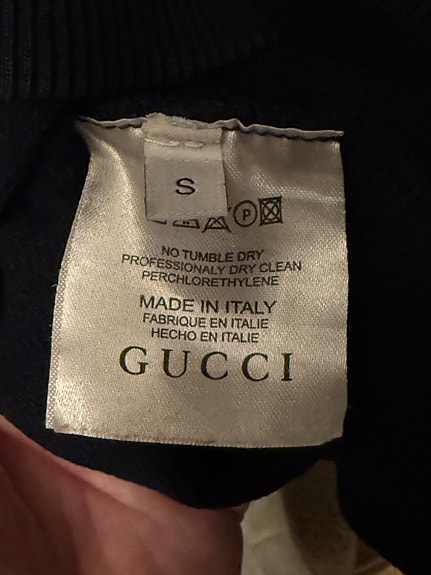 S
P
NO TUMBLE DRY
PROFESSIONALY DRY CLEAN
PERCHLORETHYLENE
MADE IN ITALY
FABRIQUE EN ITALIE
HECHO EN ITALIE
GUCCI